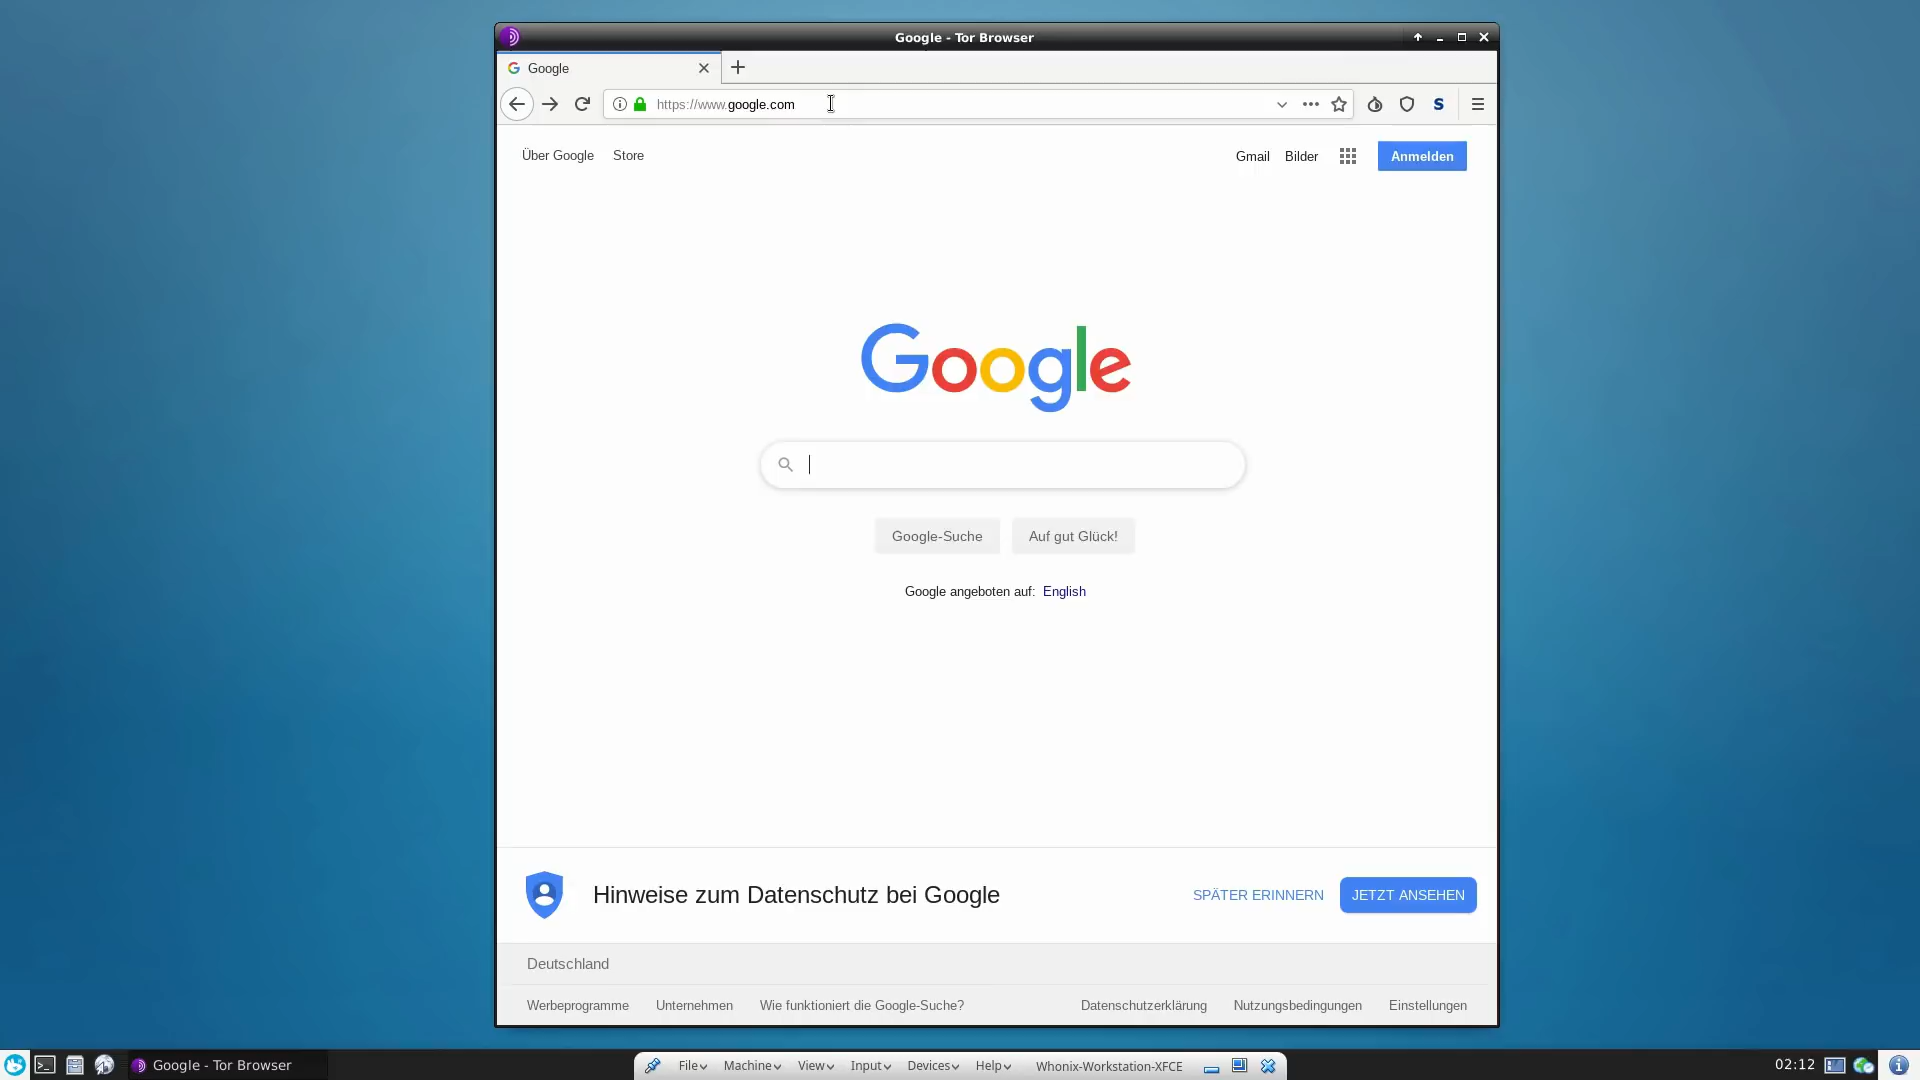 Google - Tor Browser
Google
https://www.google.com
S
Über Google Store Gmail Bilder Anmelden
Google
Google-Suche Auf gut Glück!
Google angeboten auf: English
Hinweise zum Datenschutz bei Google SPÄTER ERINNERN JETZT ANSEHEN
Deutschland
Werbeprogramme Unternehmen Wie funktioniert die Google-Suche? Datenschutzerklärung Nutzungsbedingungen Einstellungen
Google - Tor Browser File Machine View Input Devices Help Whonix-Workstation-XFCE 02:12